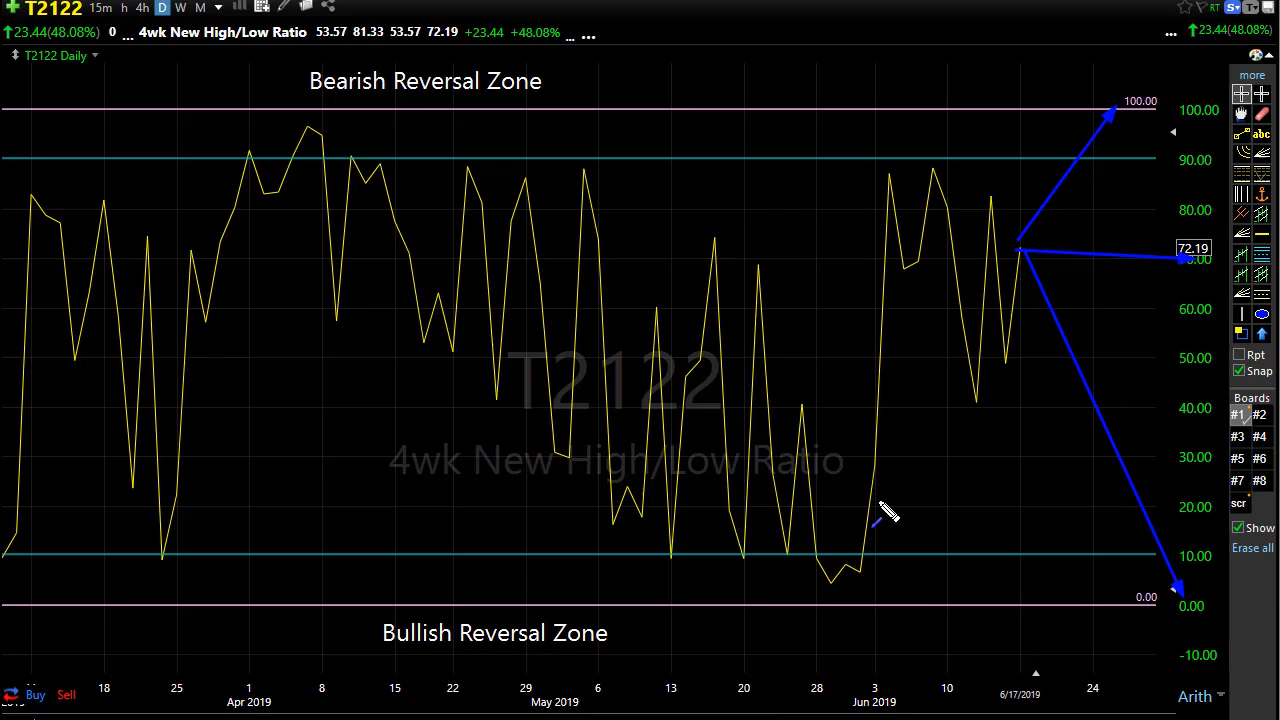 T2122 15m h 4h D W M RT S T
23.44(48.08%) 0 ... 4wk New High/Low Ratio 53.57 81.33 53.57 72.19 +23.44 +48.08% ... ... ... 23.44(48.08%)
T2122 Daily
more
Bearish Reversal Zone
100.00
100.00
abc
90.00
80.00
72.19
70.00
60.00
50.00
Rpt
Snap
T2122
40.00
Boards
#1 #2
#3 #4
4wk New High/Low Ratio
30.00
#5 #6
#7 #8
20.00
scr
Show
10.00
Erase all
0.00
0.00
Bullish Reversal Zone
-10.00
18 25 1 8 15 22 29 6 13 20 28 3 10 6/17/2019 24
Buy Sell
Apr 2019 May 2019 Jun 2019
Arith